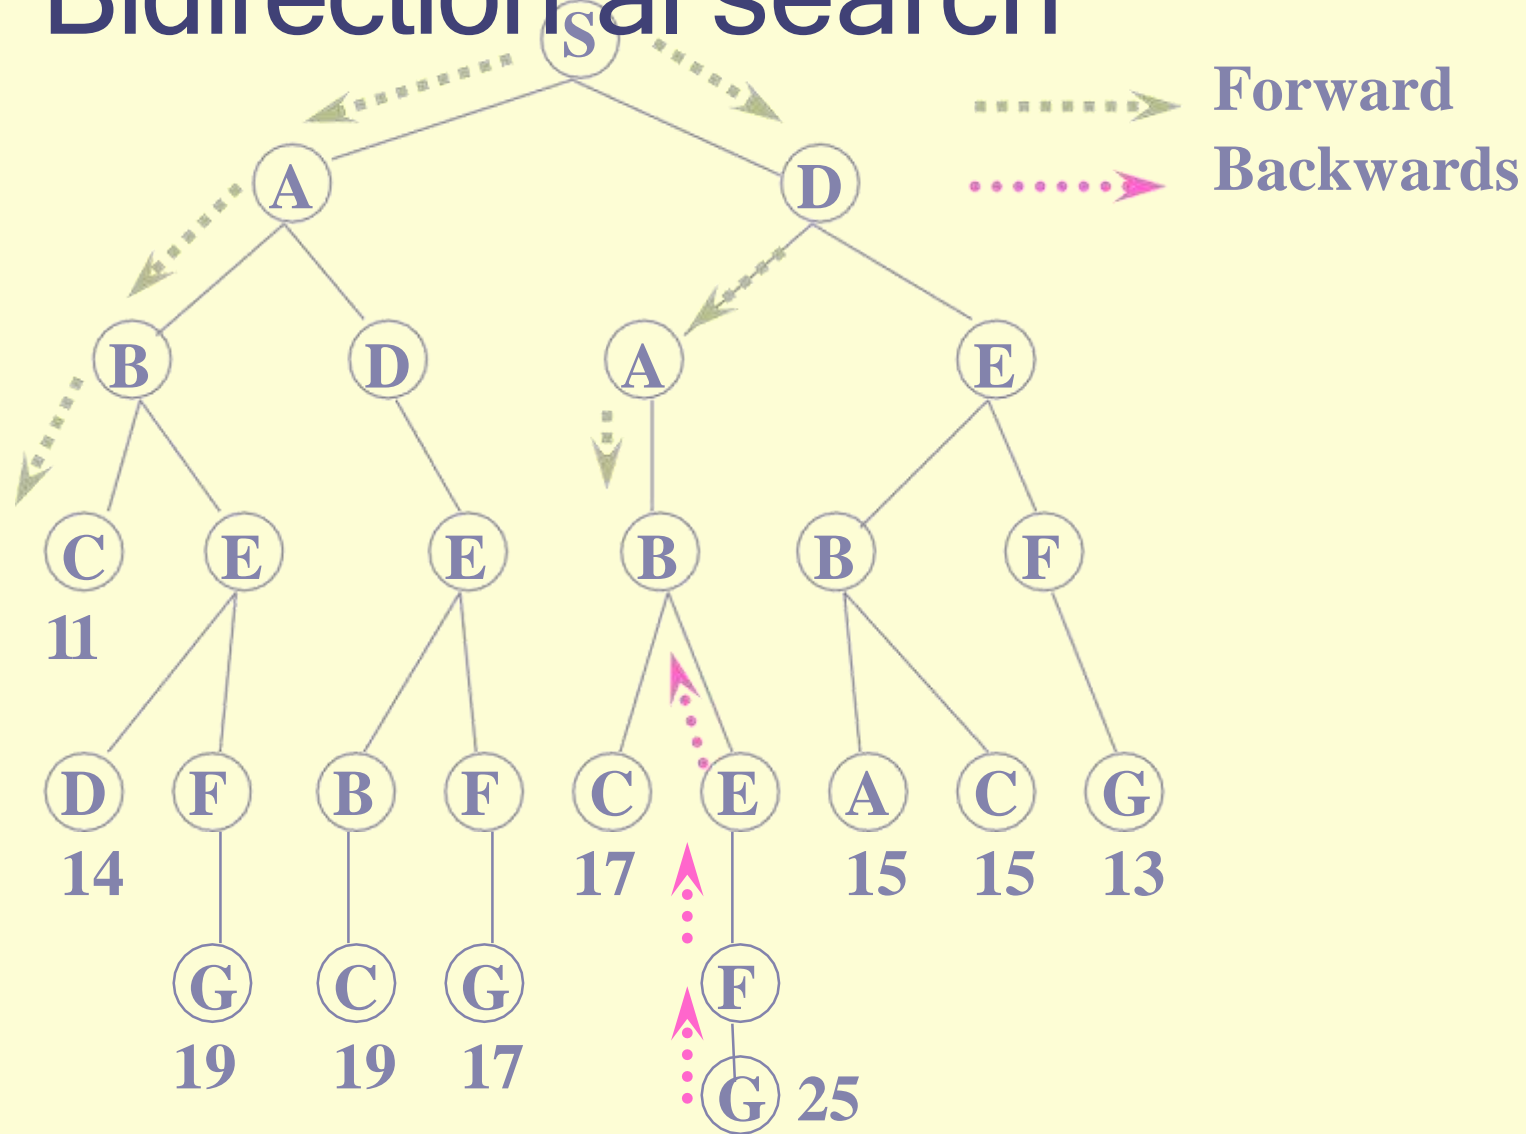 Bidirectional search
S
Forward
A D
Backwards
B D A E
C E E B B F
11
D F B F C E A C G
14 17 15 15 13
G C G F
19 19 17
G 25